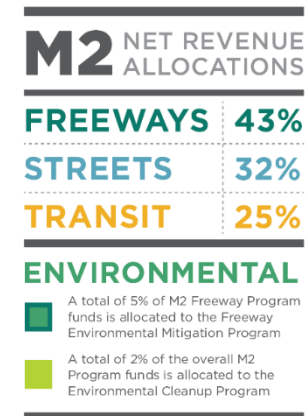 M2 NET REVENUE
ALLOCATIONS
FREEWAYS 43%
STREETS 32%
TRANSIT 25%
ENVIRONMENTAL
A total of 5% of M2 Freeway Program
funds is allocated to the Freeway
Environmental Mitigation Program
A total of 2% of the overall M2
Program funds is allocated to the
Environmental Cleanup Program